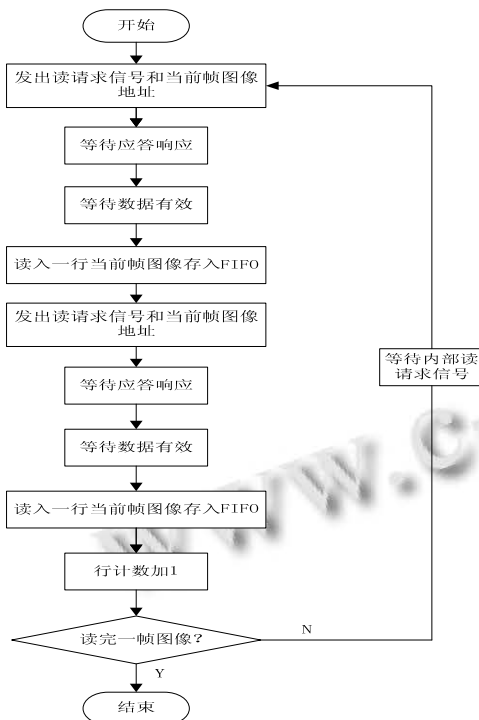 开始
发出读请求信号和当前帧图像
地址
等待应答响应
等待数据有效
读入一行当前帧图像存入FIFO
发出读请求信号和当前帧图像
地址
等待应答响应
等待数据有效
读入一行当前帧图像存入FIFO
行计数加1
读完一帧图像?
N
Y
结束
等待内部读
请求信号
www.c